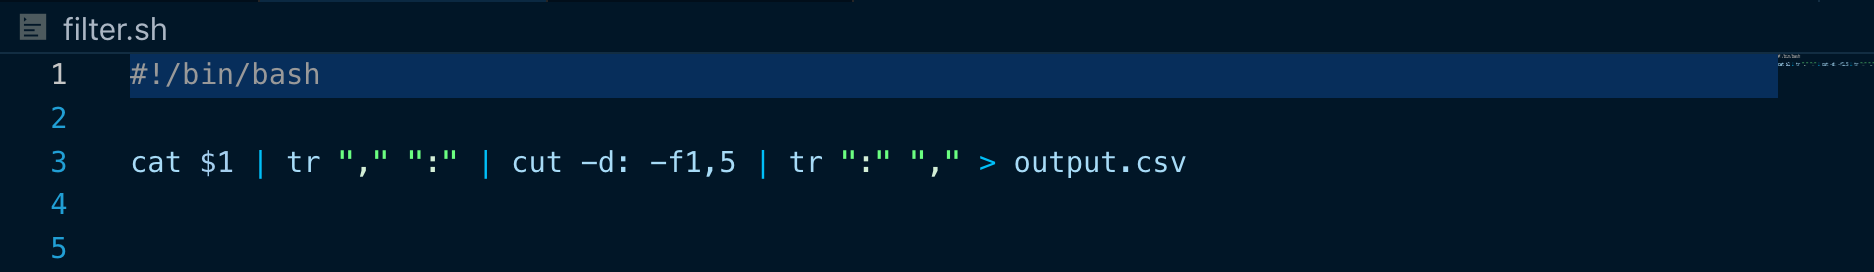 filter.sh
1 #!/bin/bash
2
3 cat $1 | tr "," ":" | cut -d: -f1,5 | tr ":" "," > output.csv
4
5